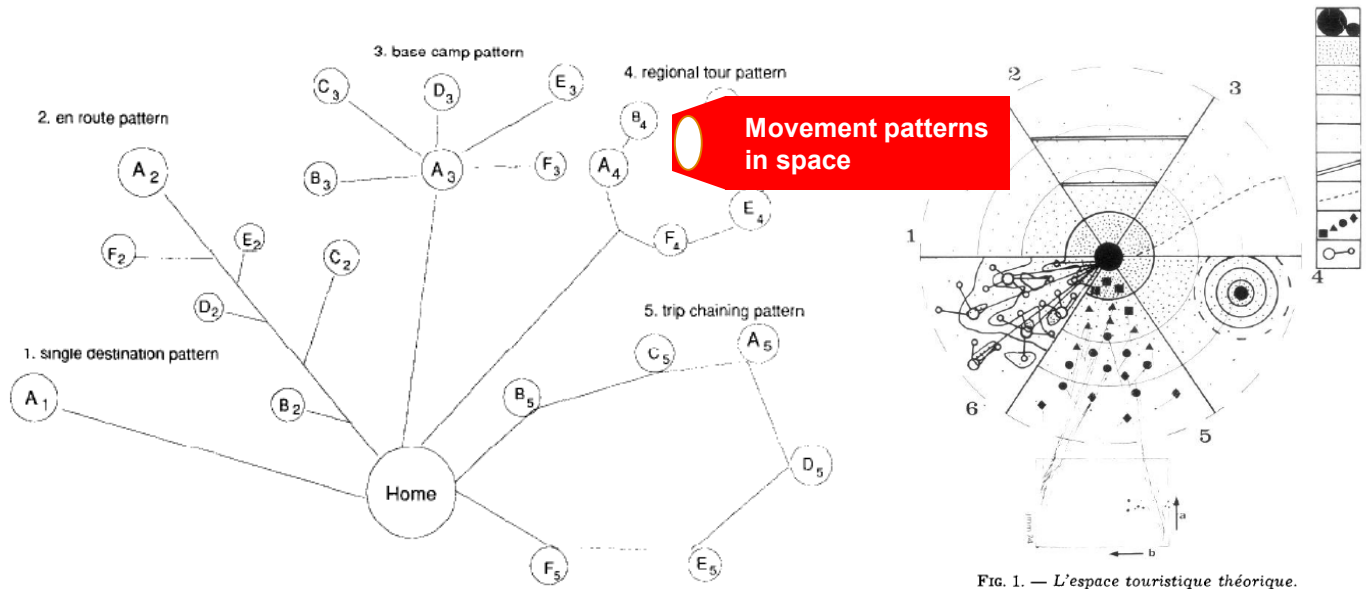 3. base camp pattern
4. regional tour pattern
2. en route pattern
1. single destination pattern
5. trip chaining pattern
Movement patterns
in space
A1
A2
B2
C2
D2
E2
F2
A3
B3
C3
D3
E3
F3
A4
B4
E4
F4
A5
B5
C5
D5
E5
F5
Home
1
2
3
4
5
6
a
b
FIG. 1. — L'espace touristique théorique.